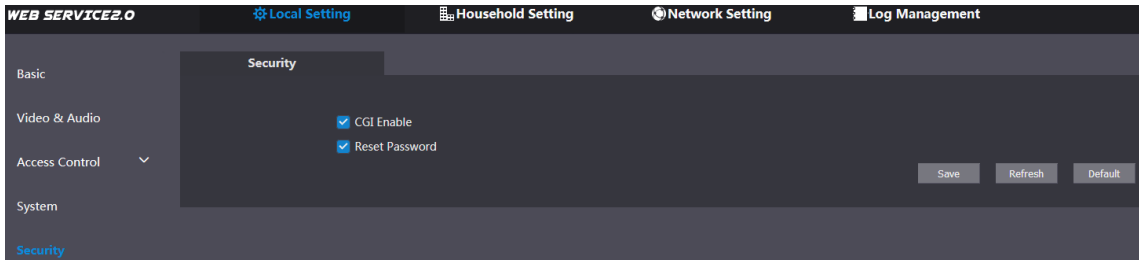 WEB SERVICE2.0 Local Setting Household Setting Network Setting Log Management
Basic
Video & Audio
Access Control
System
Security
Security
CGI Enable
Reset Password
Save Refresh Default